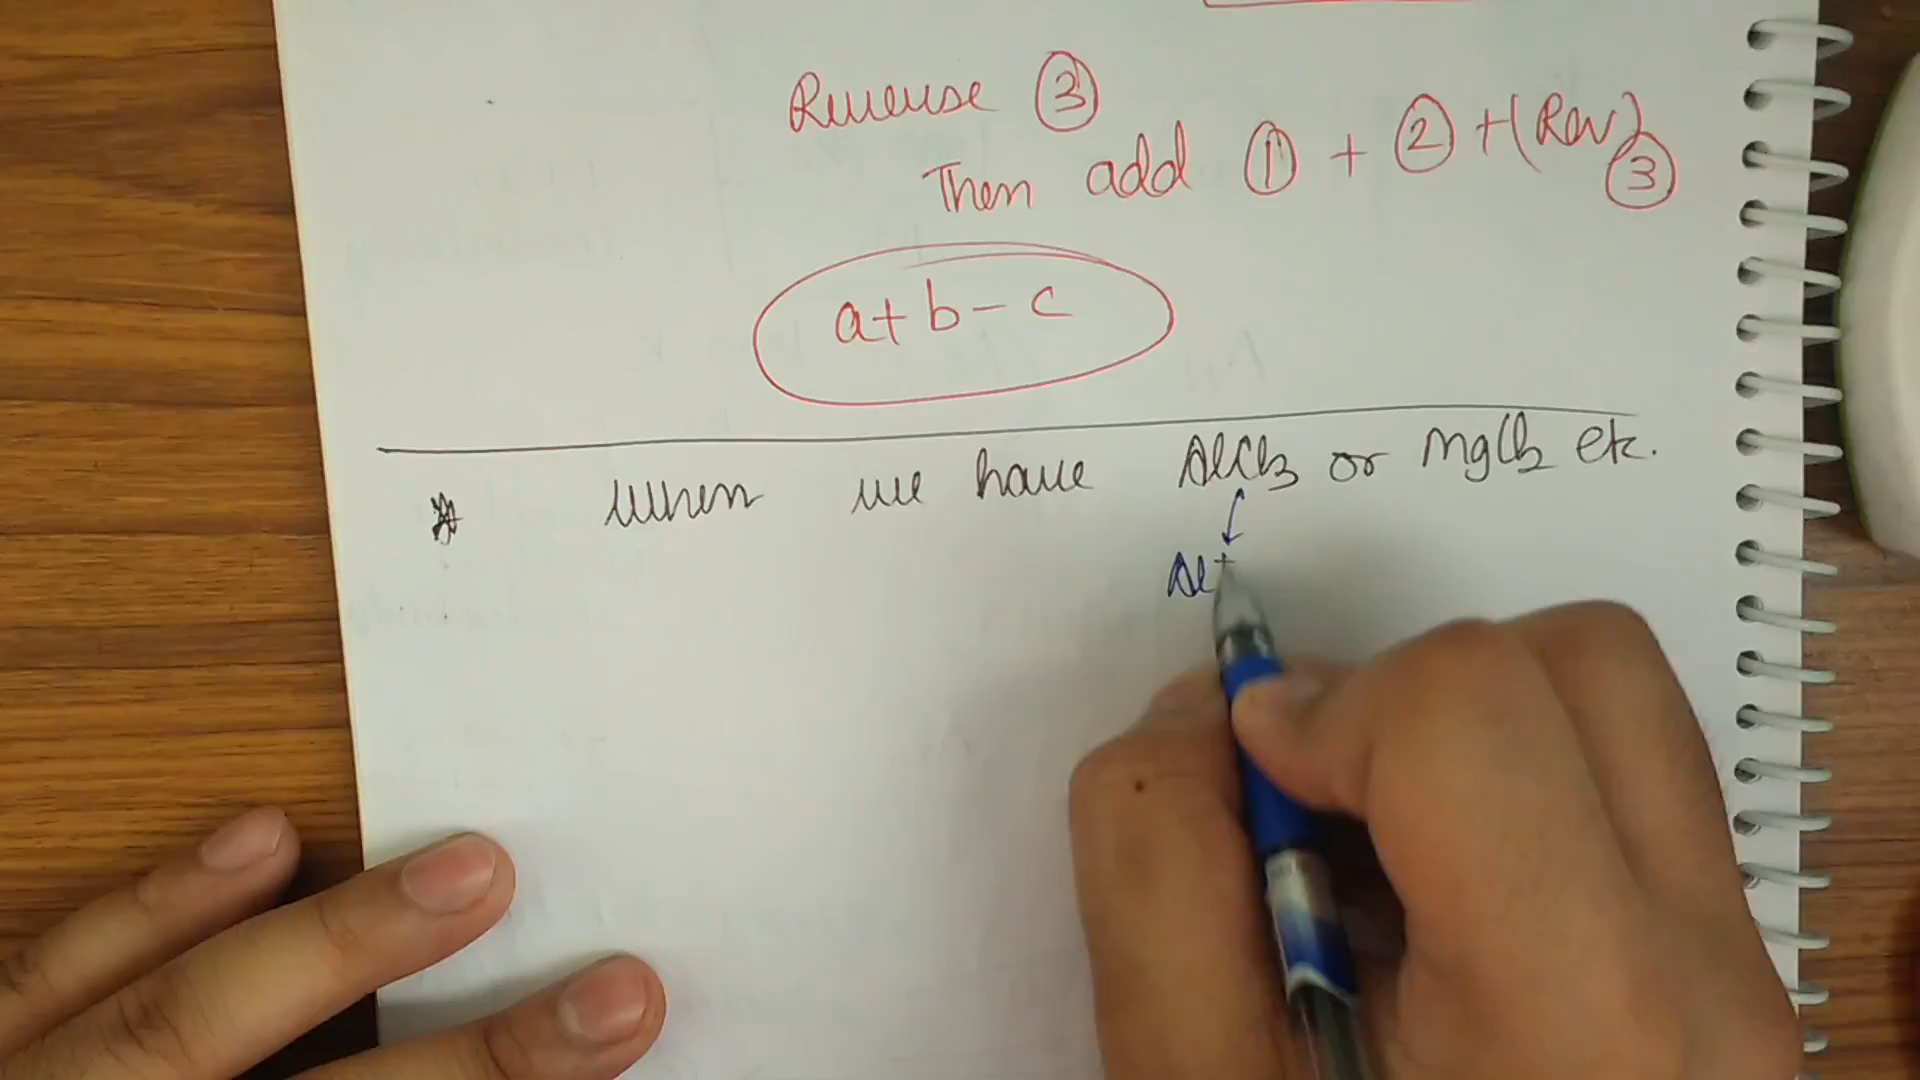 Reverse ③
Then add ① + ② + (Rev) ③
a + b - c
* when we have AlCl3 or MgCl2 etc.
Al+